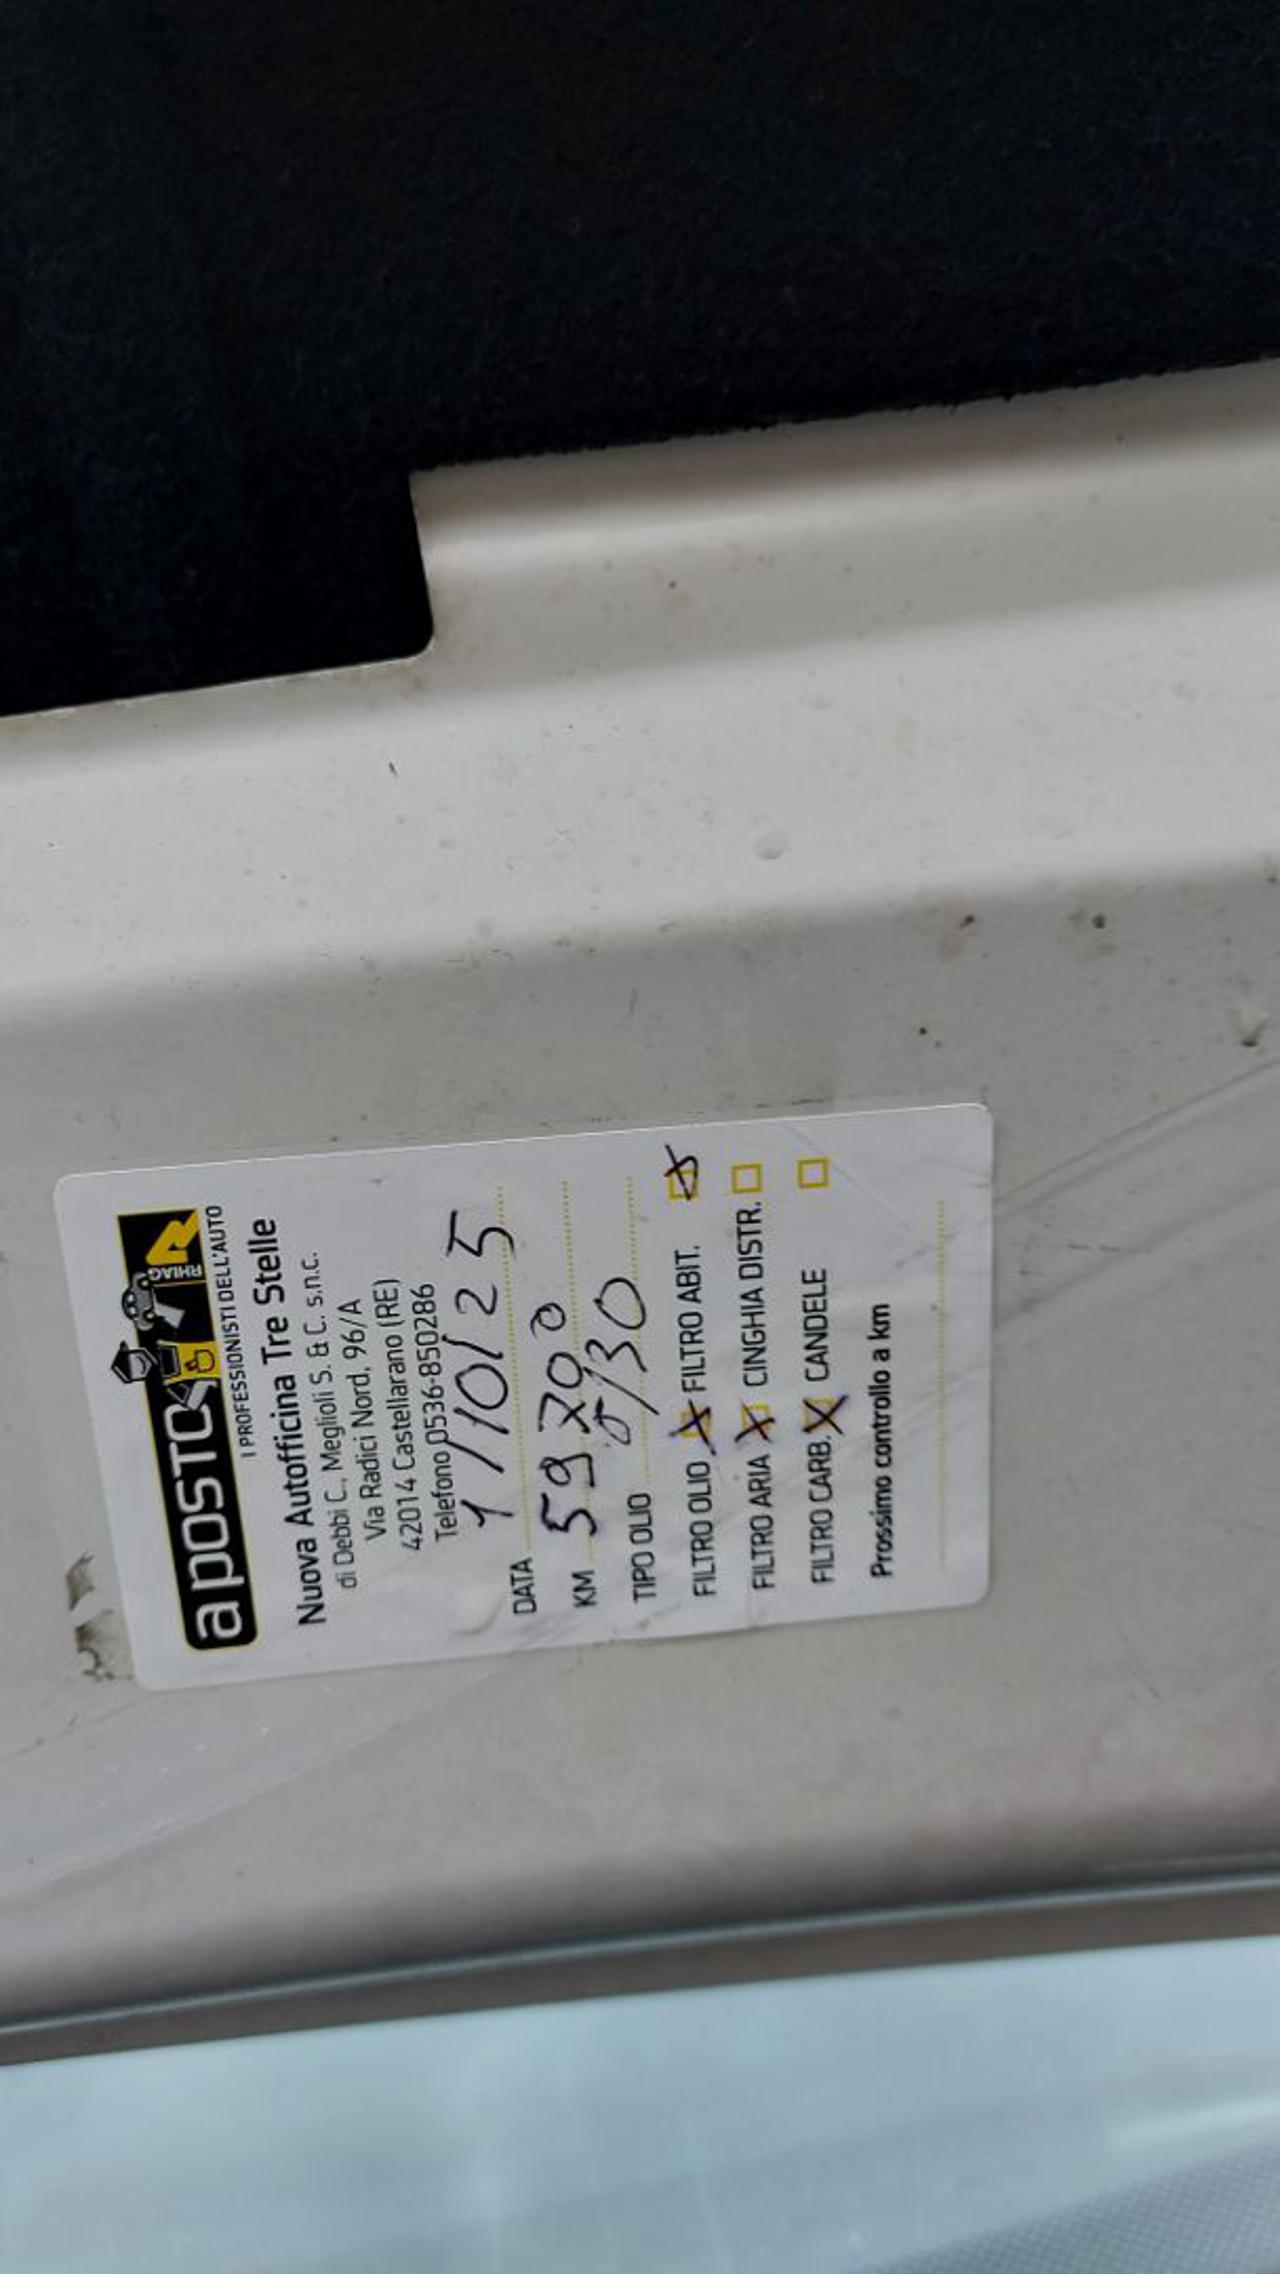 a posto RHIAG
I PROFESSIONISTI DELL'AUTO
Nuova Autofficina Tre Stelle
di Debbi C., Meglioli S. & C. s.n.c.
Via Radici Nord, 96/A
42014 Castellarano (RE)
Telefono 0536-850286
DATA 1/10/25
KM 59700
TIPO OLIO 0/30
FILTRO OLIO X FILTRO ABIT. X
FILTRO ARIA X CINGHIA DISTR.
FILTRO CARB. X CANDELE
Prossimo controllo a km